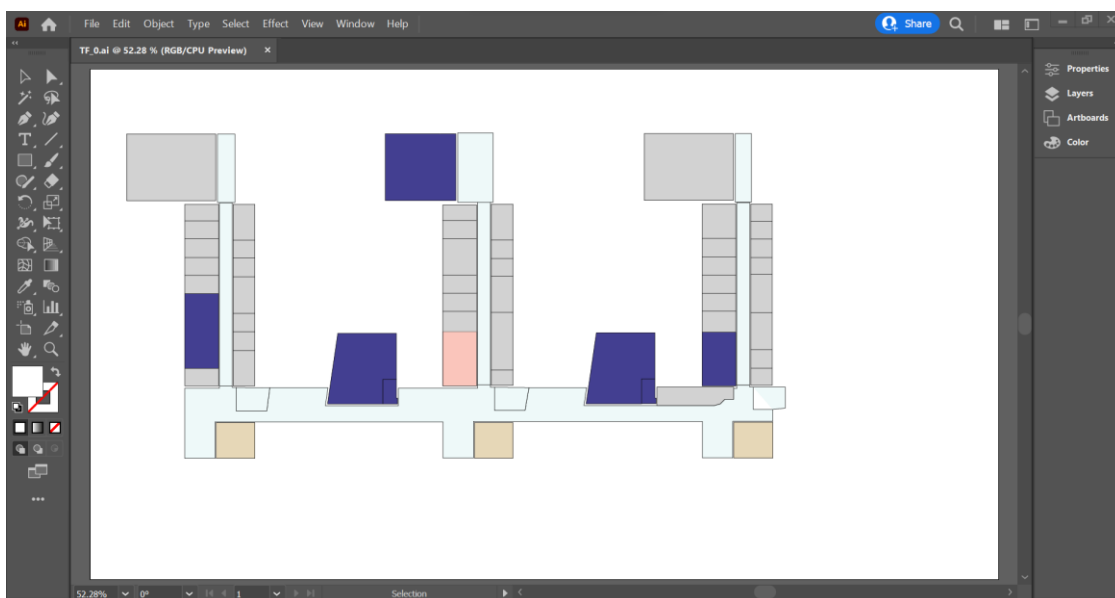 Ai File Edit Object Type Select Effect View Window Help Share
TF_0.ai @ 52.28 % (RGB/CPU Preview) ×
Properties
Layers
Artboards
Color
52.28% 0° 1 Selection